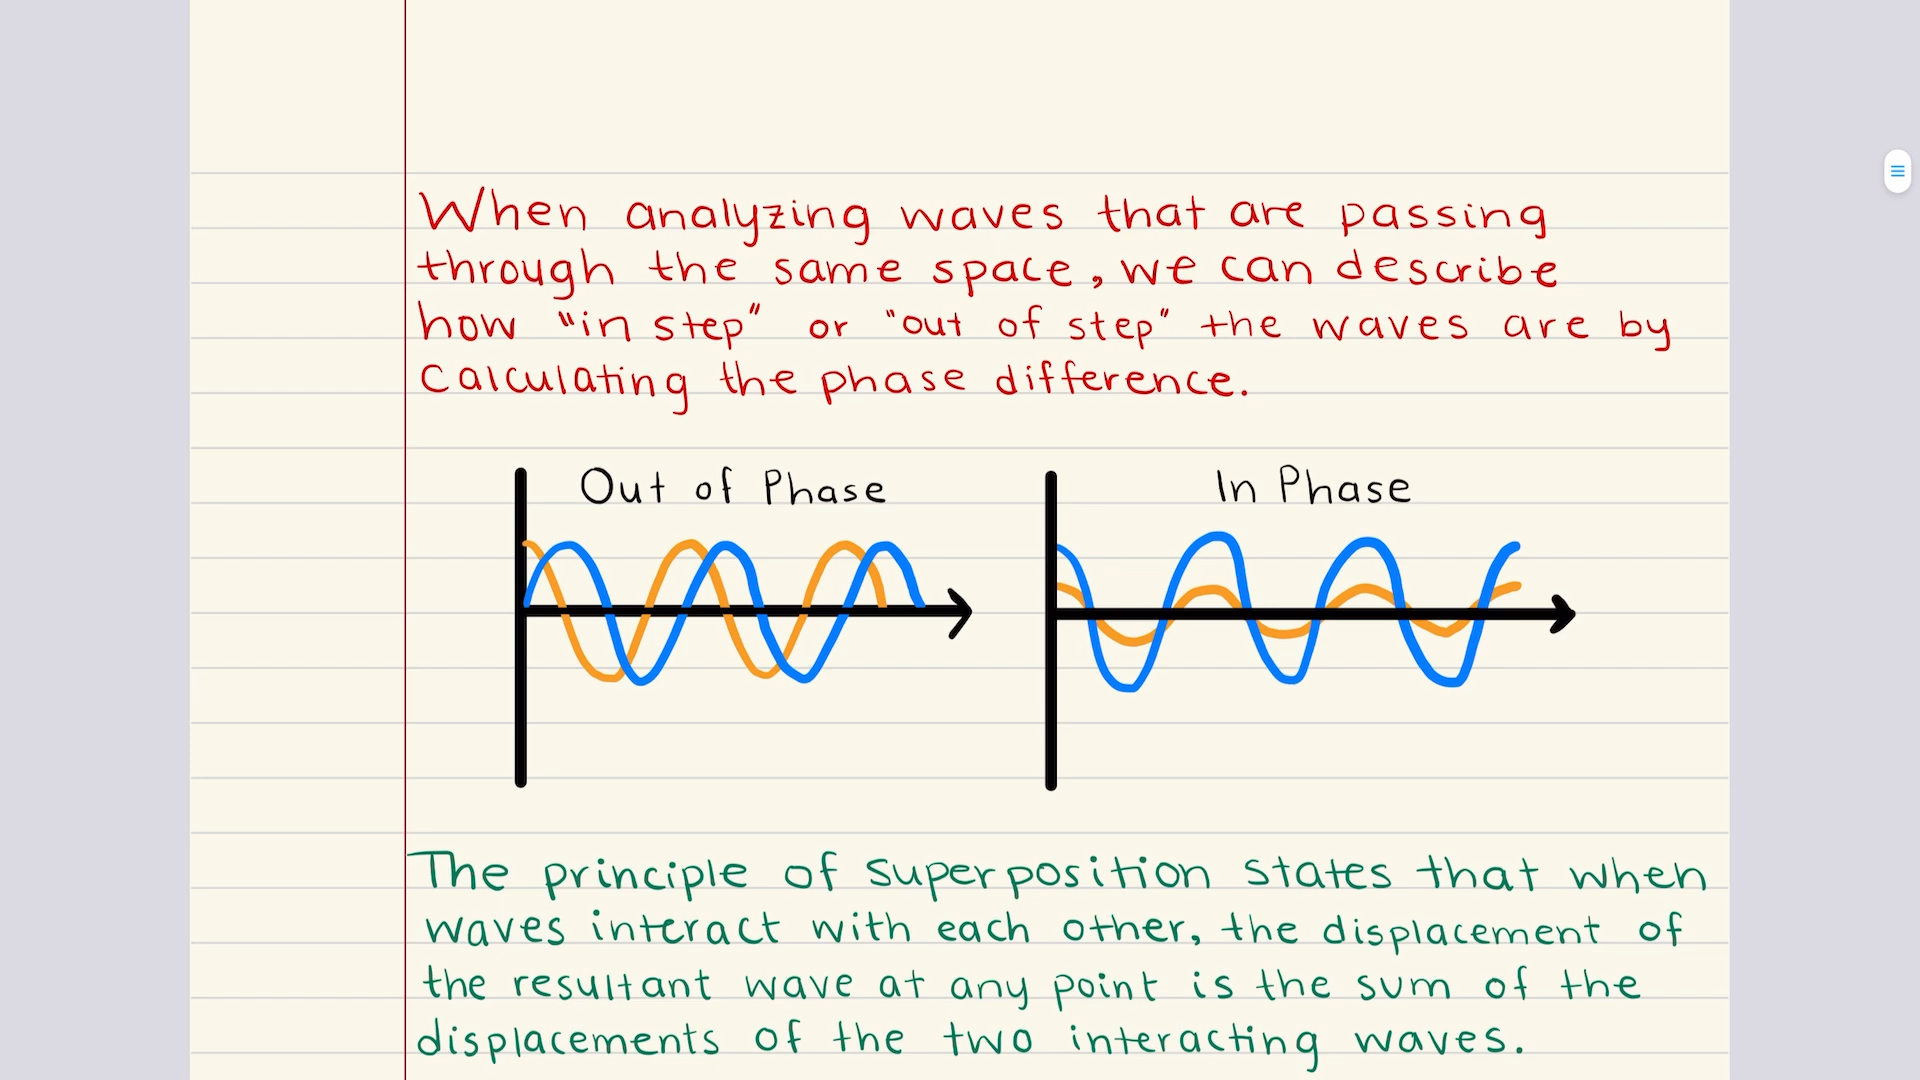 When analyzing waves that are passing
through the same space, we can describe
how "in step" or "out of step" the waves are by
calculating the phase difference.
Out of Phase
In Phase
The principle of superposition states that when
waves interact with each other, the displacement of
the resultant wave at any point is the sum of the
displacements of the two interacting waves.